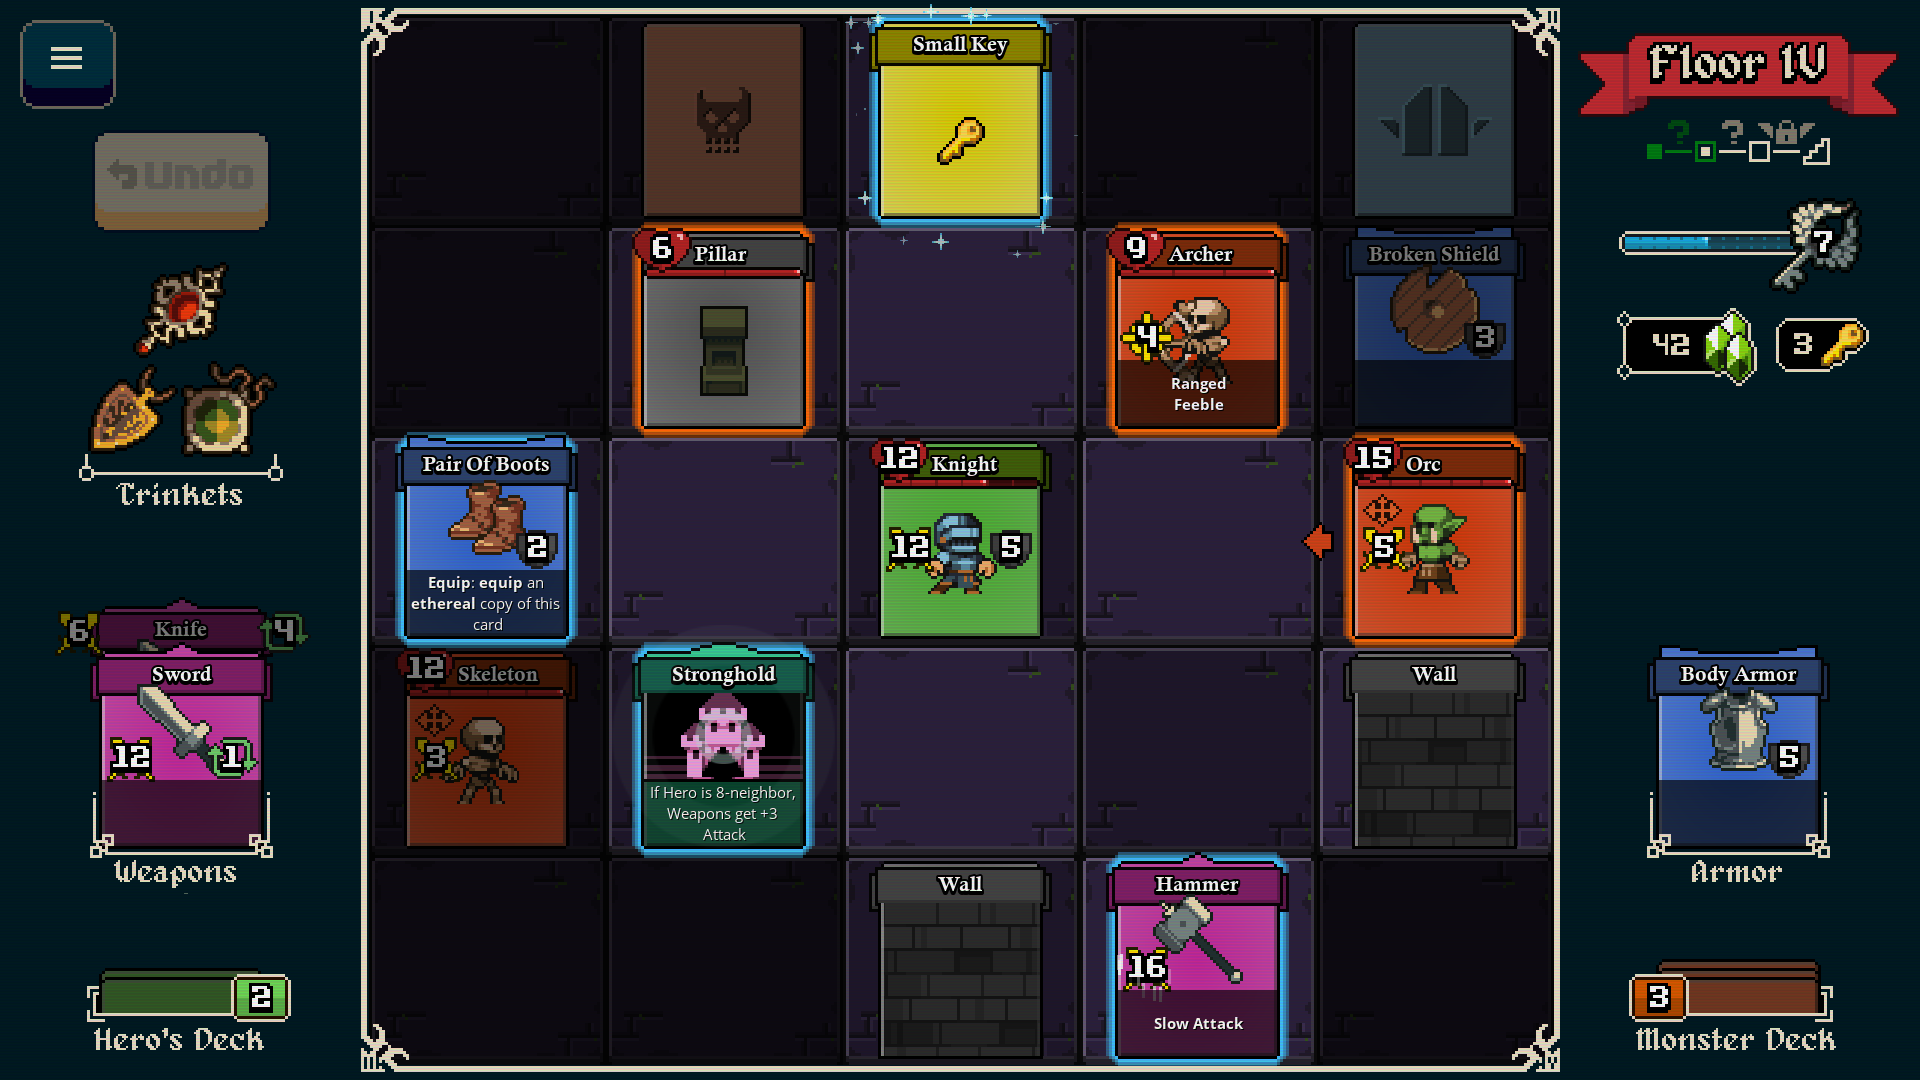 Small Key
Floor IV
? ?
Undo
6 Pillar
9 Archer
4
Ranged
Feeble
Broken Shield
3
7
42
3
Trinkets
Pair Of Boots
2
Equip: equip an
ethereal copy of this
card
12 Knight
12 5
15 Orc
5
6 Knife 4
Sword
12 1
Weapons
12 Skeleton
3
Stronghold
If Hero is 8-neighbor,
Weapons get +3
Attack
Wall
Body Armor
5
Armor
Wall
Hammer
16
Slow Attack
2
Hero's Deck
3
Monster Deck